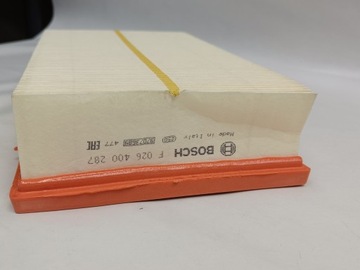 BOSCH
Made in Italy
F 026 400 287
477 EAC